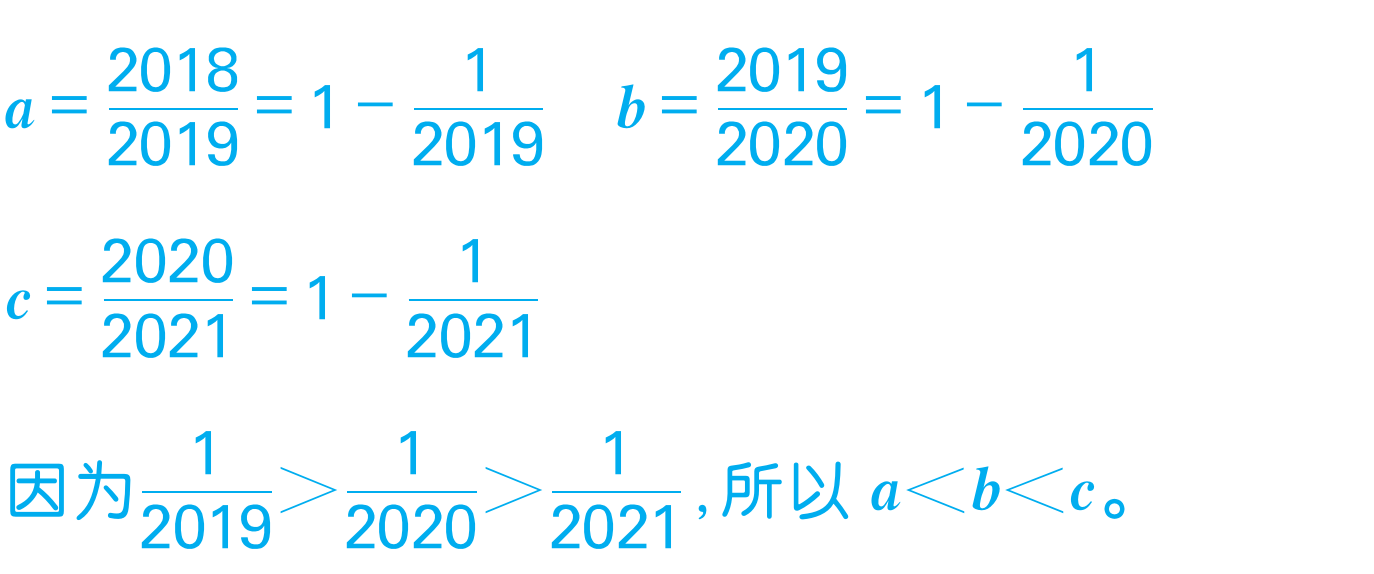 a = 2018/2019 = 1 − 1/2019 b = 2019/2020 = 1 − 1/2020
c = 2020/2021 = 1 − 1/2021
因为 1/2019 > 1/2020 > 1/2021 , 所以 a < b < c。